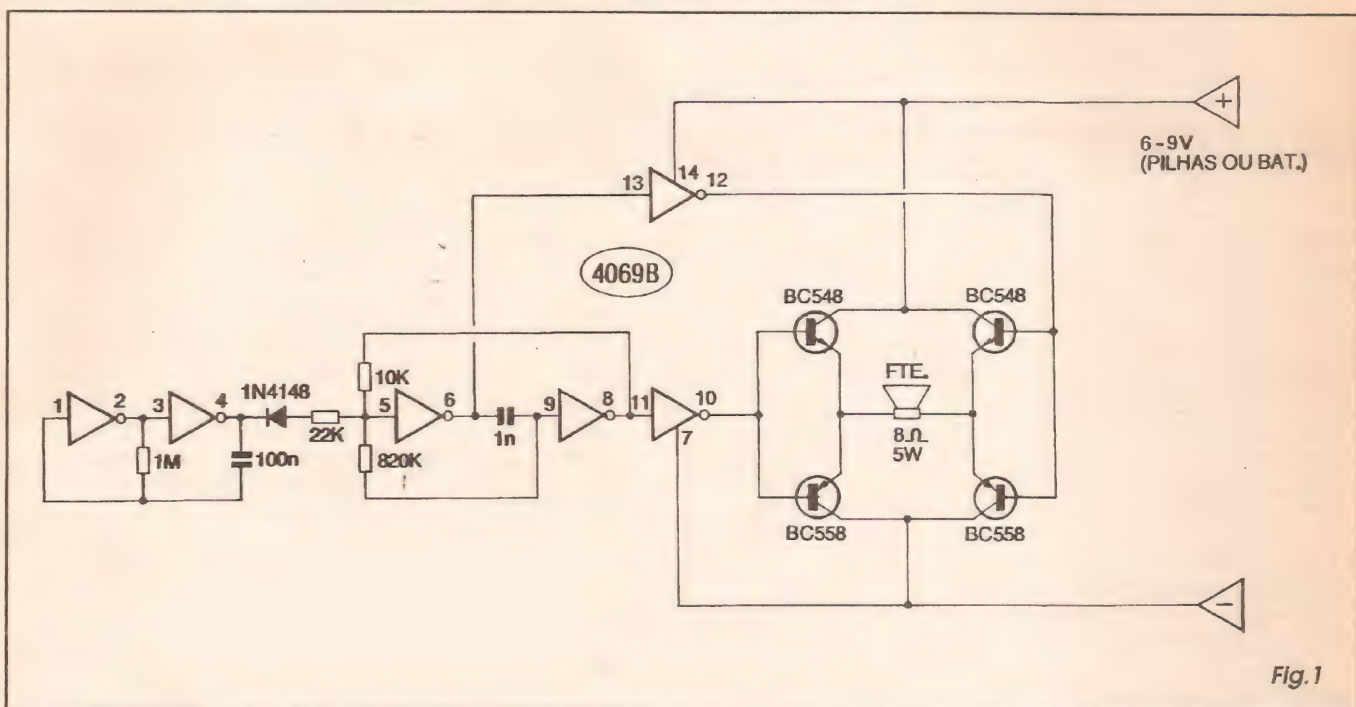 +
6-9V
(PILHAS OU BAT.)
13
14
12
4069B
BC548
BC548
10K
FTE.
1
2
3
4
1N4148
22K
5
6
1n
9
8
11
10
7
8Ω
5W
1M
100n
820K
BC558
BC558
-
Fig.1